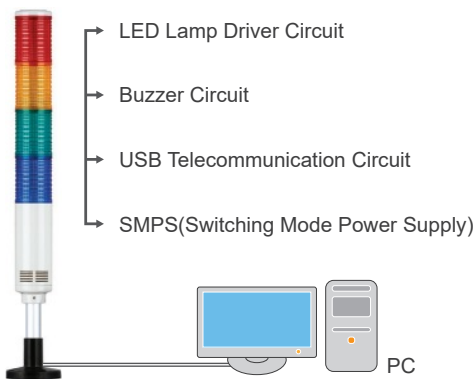 LED Lamp Driver Circuit
Buzzer Circuit
USB Telecommunication Circuit
SMPS(Switching Mode Power Supply)
PC